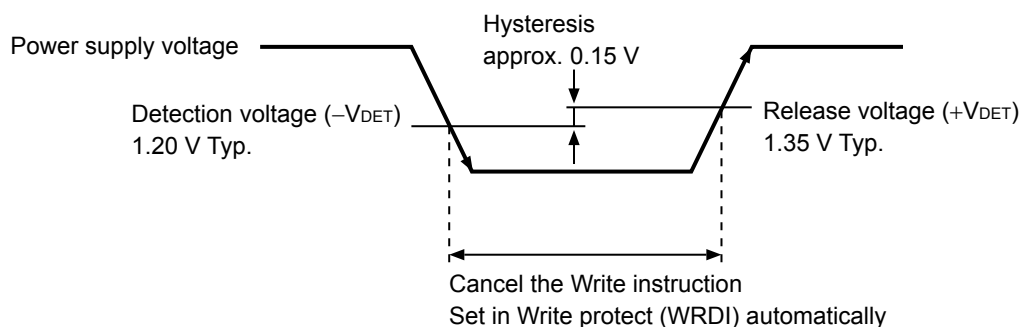 Hysteresis
approx. 0.15 V
Power supply voltage
Detection voltage (−VDET)
1.20 V Typ.
Release voltage (+VDET)
1.35 V Typ.
Cancel the Write instruction
Set in Write protect (WRDI) automatically